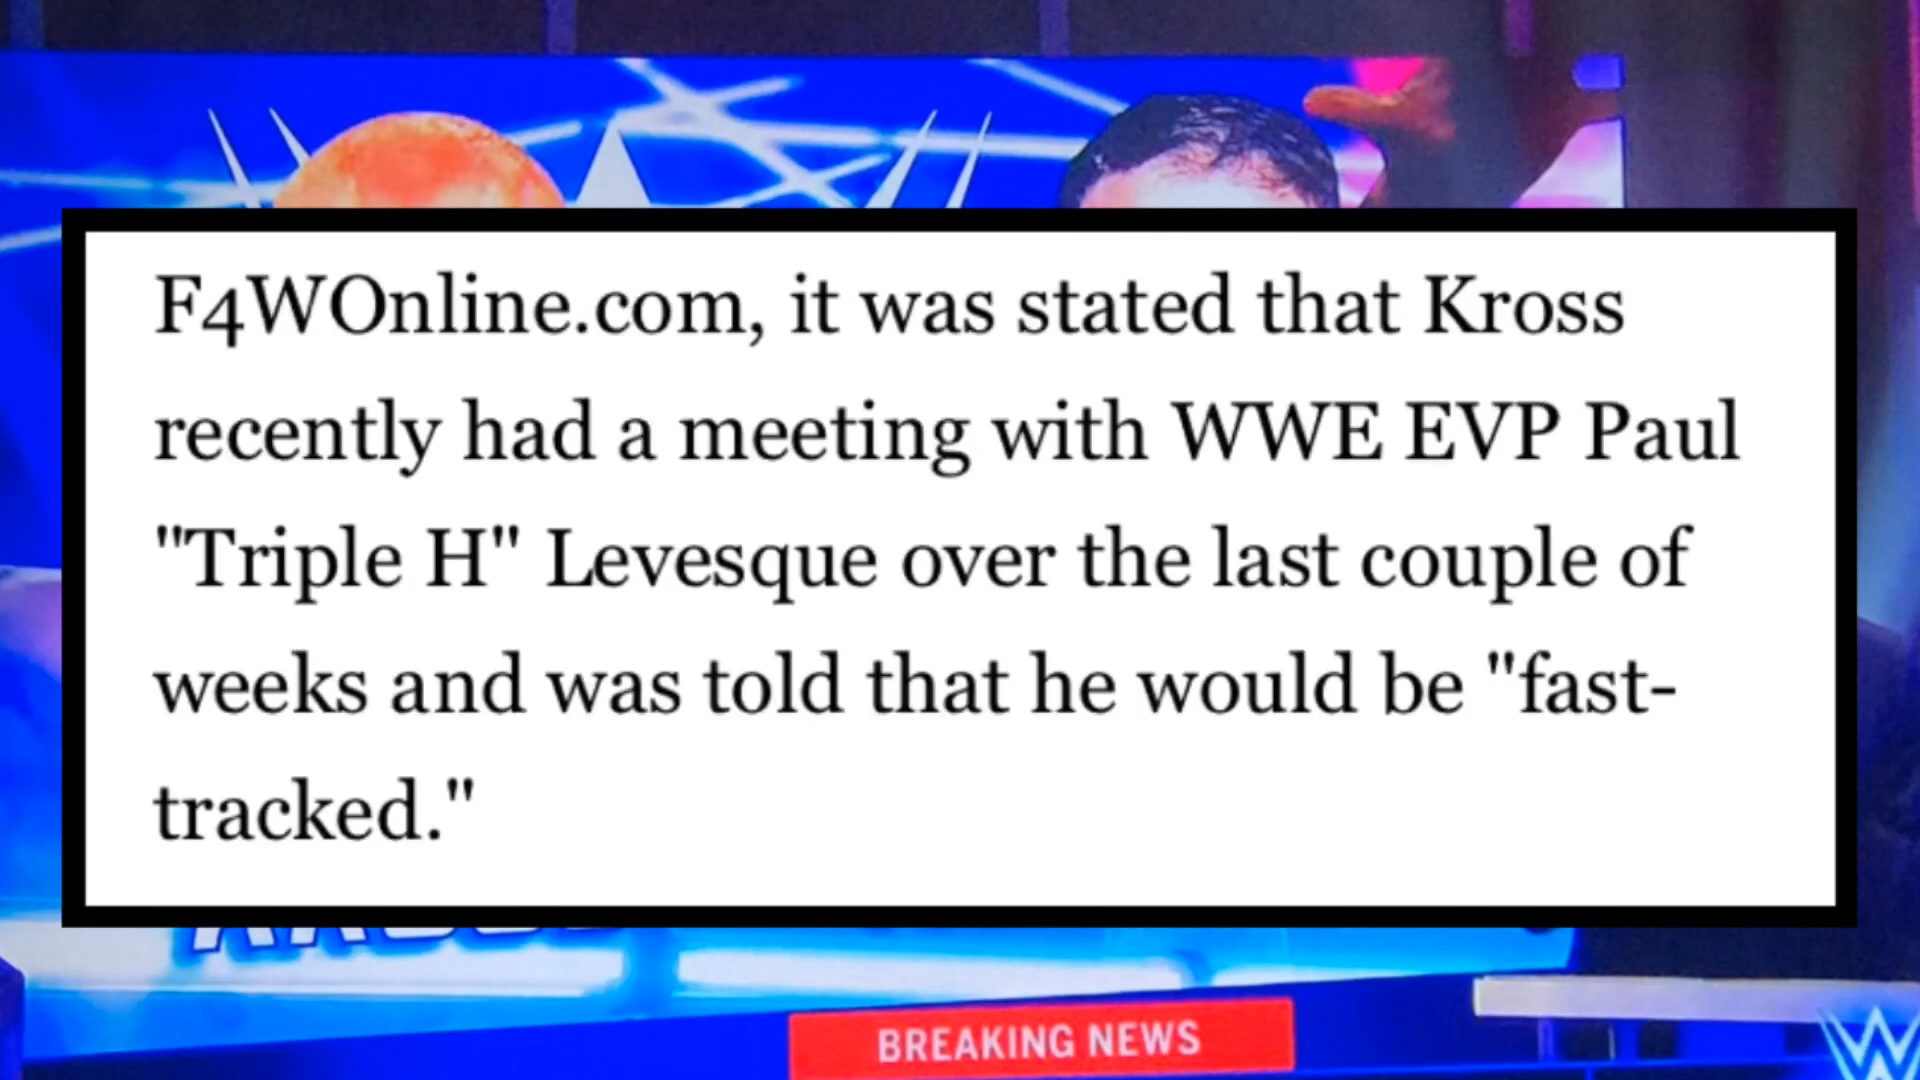 F4WOnline.com, it was stated that Kross
recently had a meeting with WWE EVP Paul
"Triple H" Levesque over the last couple of
weeks and was told that he would be "fast-
tracked."
BREAKING NEWS
W